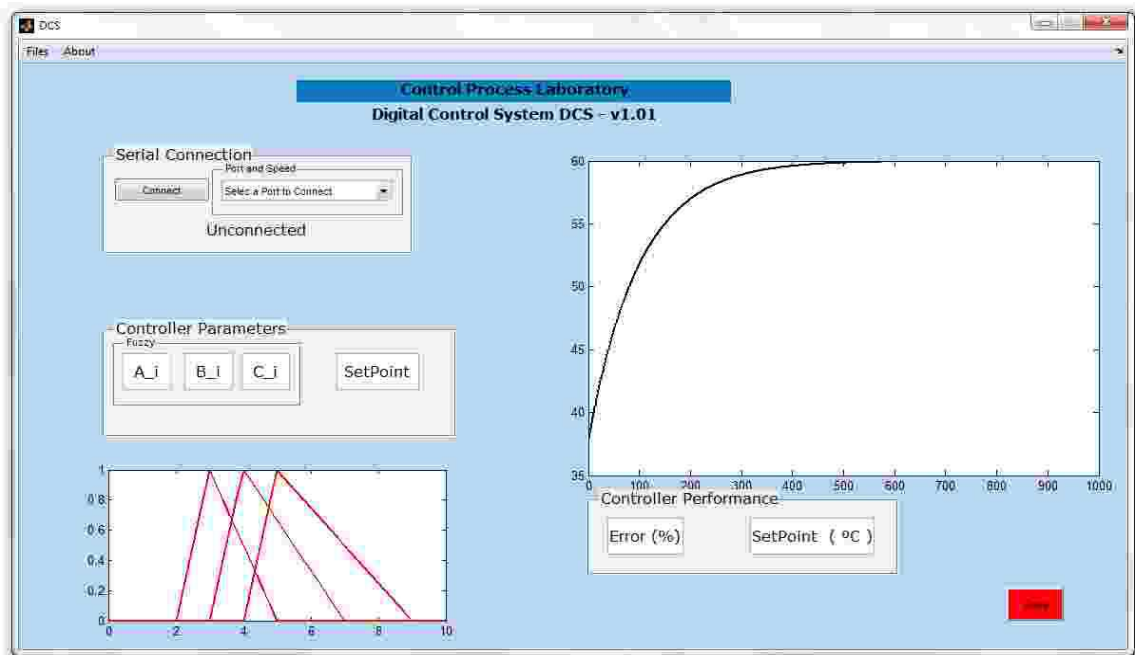 DCS
Files About
Control Process Laboratory
Digital Control System DCS - v1.01
Serial Connection
Port and Speed
Connect
Selec a Port to Connect
Unconnected
Controller Parameters
Fuzzy
A_i B_i C_i SetPoint
1
0.8
0.6
0.4
0.2
0
0 2 4 6 8 10
60
55
50
45
40
35
0 100 200 300 400 500 600 700 800 900 1000
Controller Performance
Error (%) SetPoint ( ºC )